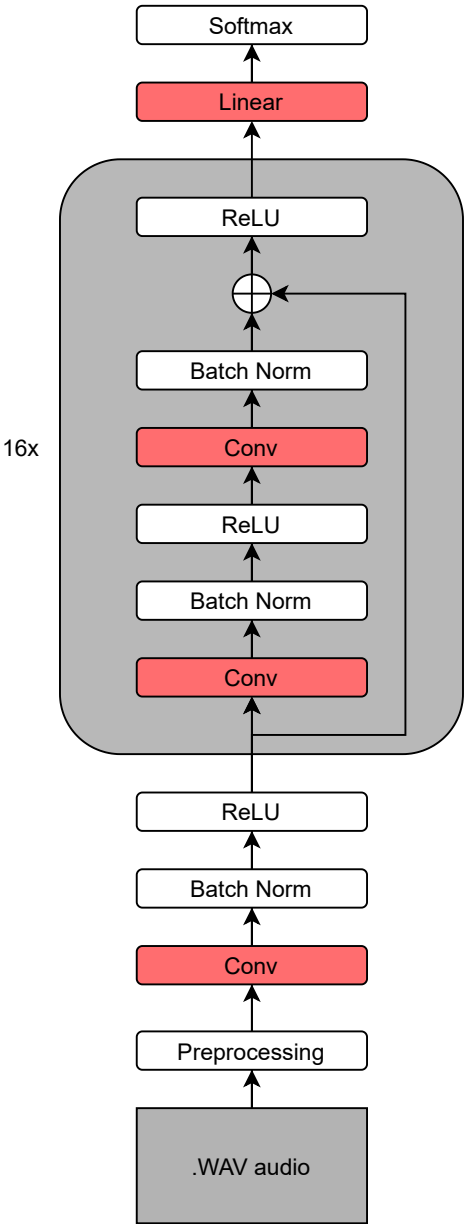 Softmax
Linear
ReLU
Batch Norm
16x
Conv
ReLU
Batch Norm
Conv
ReLU
Batch Norm
Conv
Preprocessing
.WAV audio